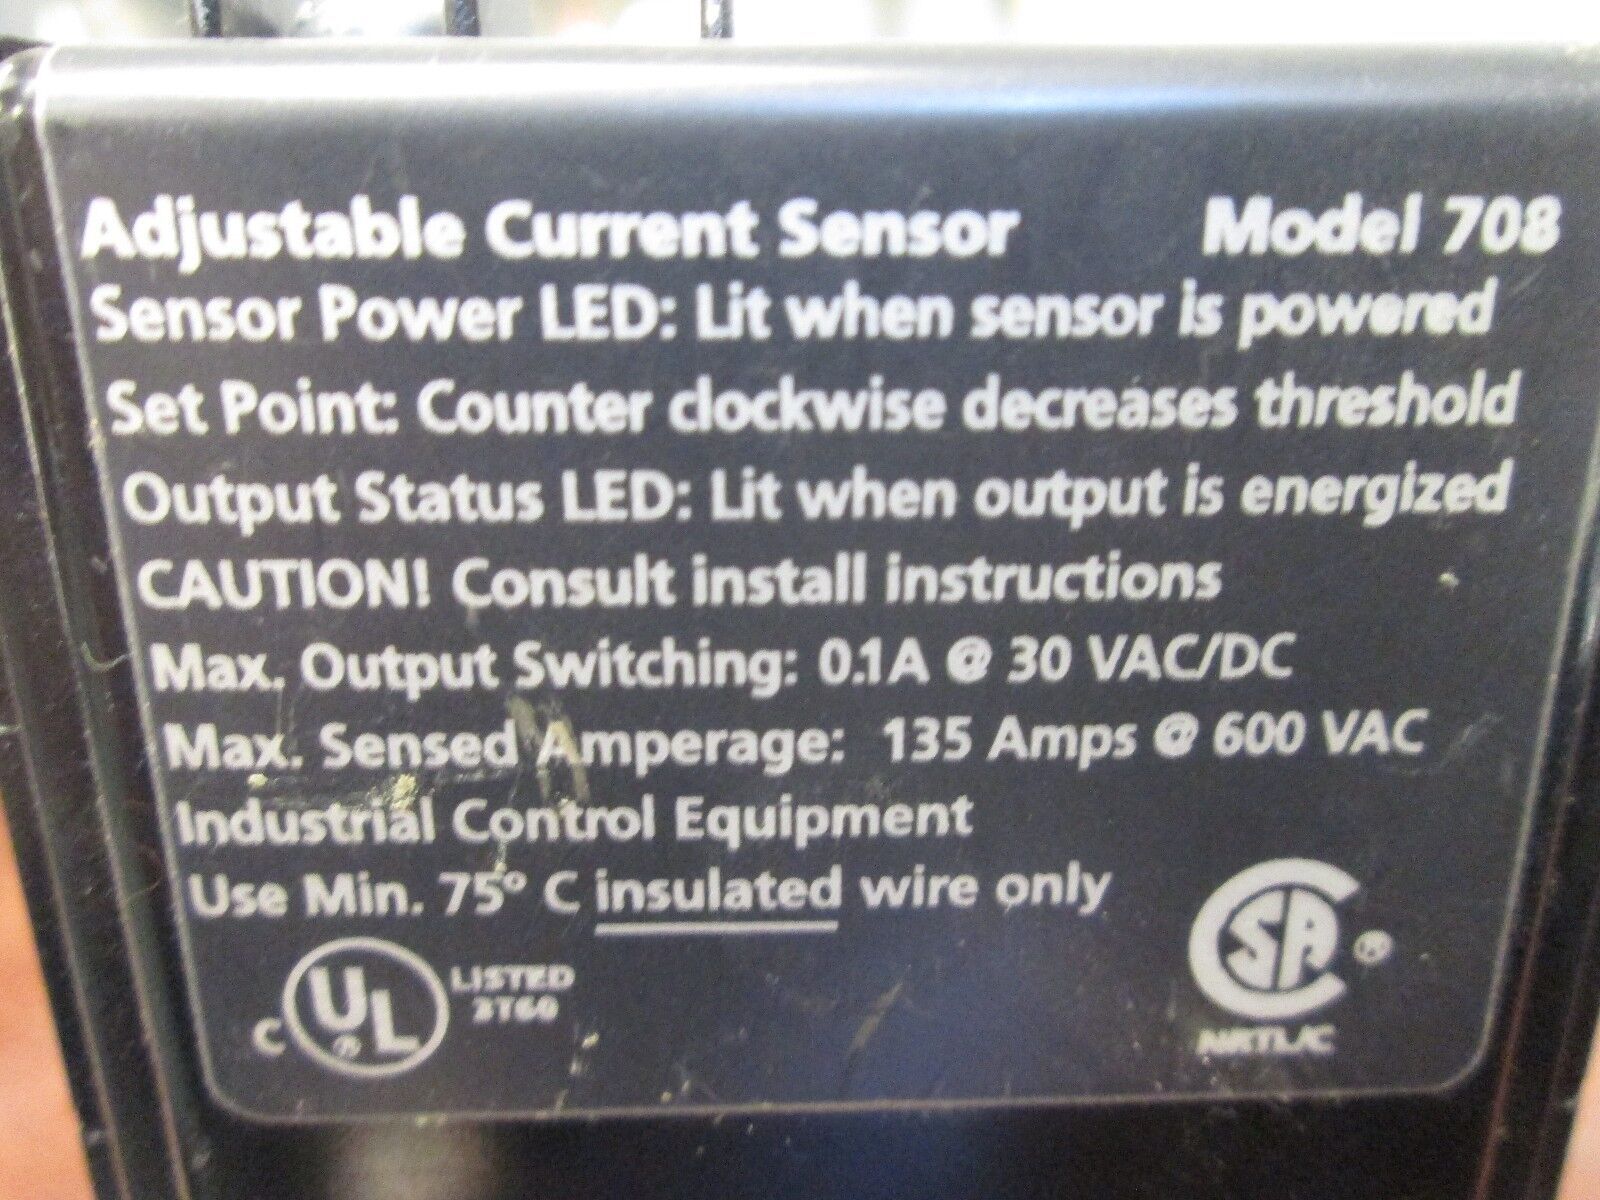 Adjustable Current Sensor Model 708
Sensor Power LED: Lit when sensor is powered
Set Point: Counter clockwise decreases threshold
Output Status LED: Lit when output is energized
CAUTION! Consult install instructions
Max. Output Switching: 0.1A @ 30 VAC/DC
Max. Sensed Amperage: 135 Amps @ 600 VAC
Industrial Control Equipment
Use Min. 75° C insulated wire only
C UL ® LISTED
3T60
CSA ®
NRTL/C